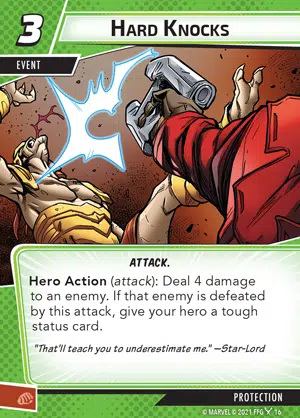 3
HARD KNOCKS
EVENT
ATTACK.
Hero Action (attack): Deal 4 damage
to an enemy. If that enemy is defeated
by this attack, give your hero a tough
status card.
"That'll teach you to underestimate me." —Star-Lord
PROTECTION
© MARVEL © 2021 FFG 16